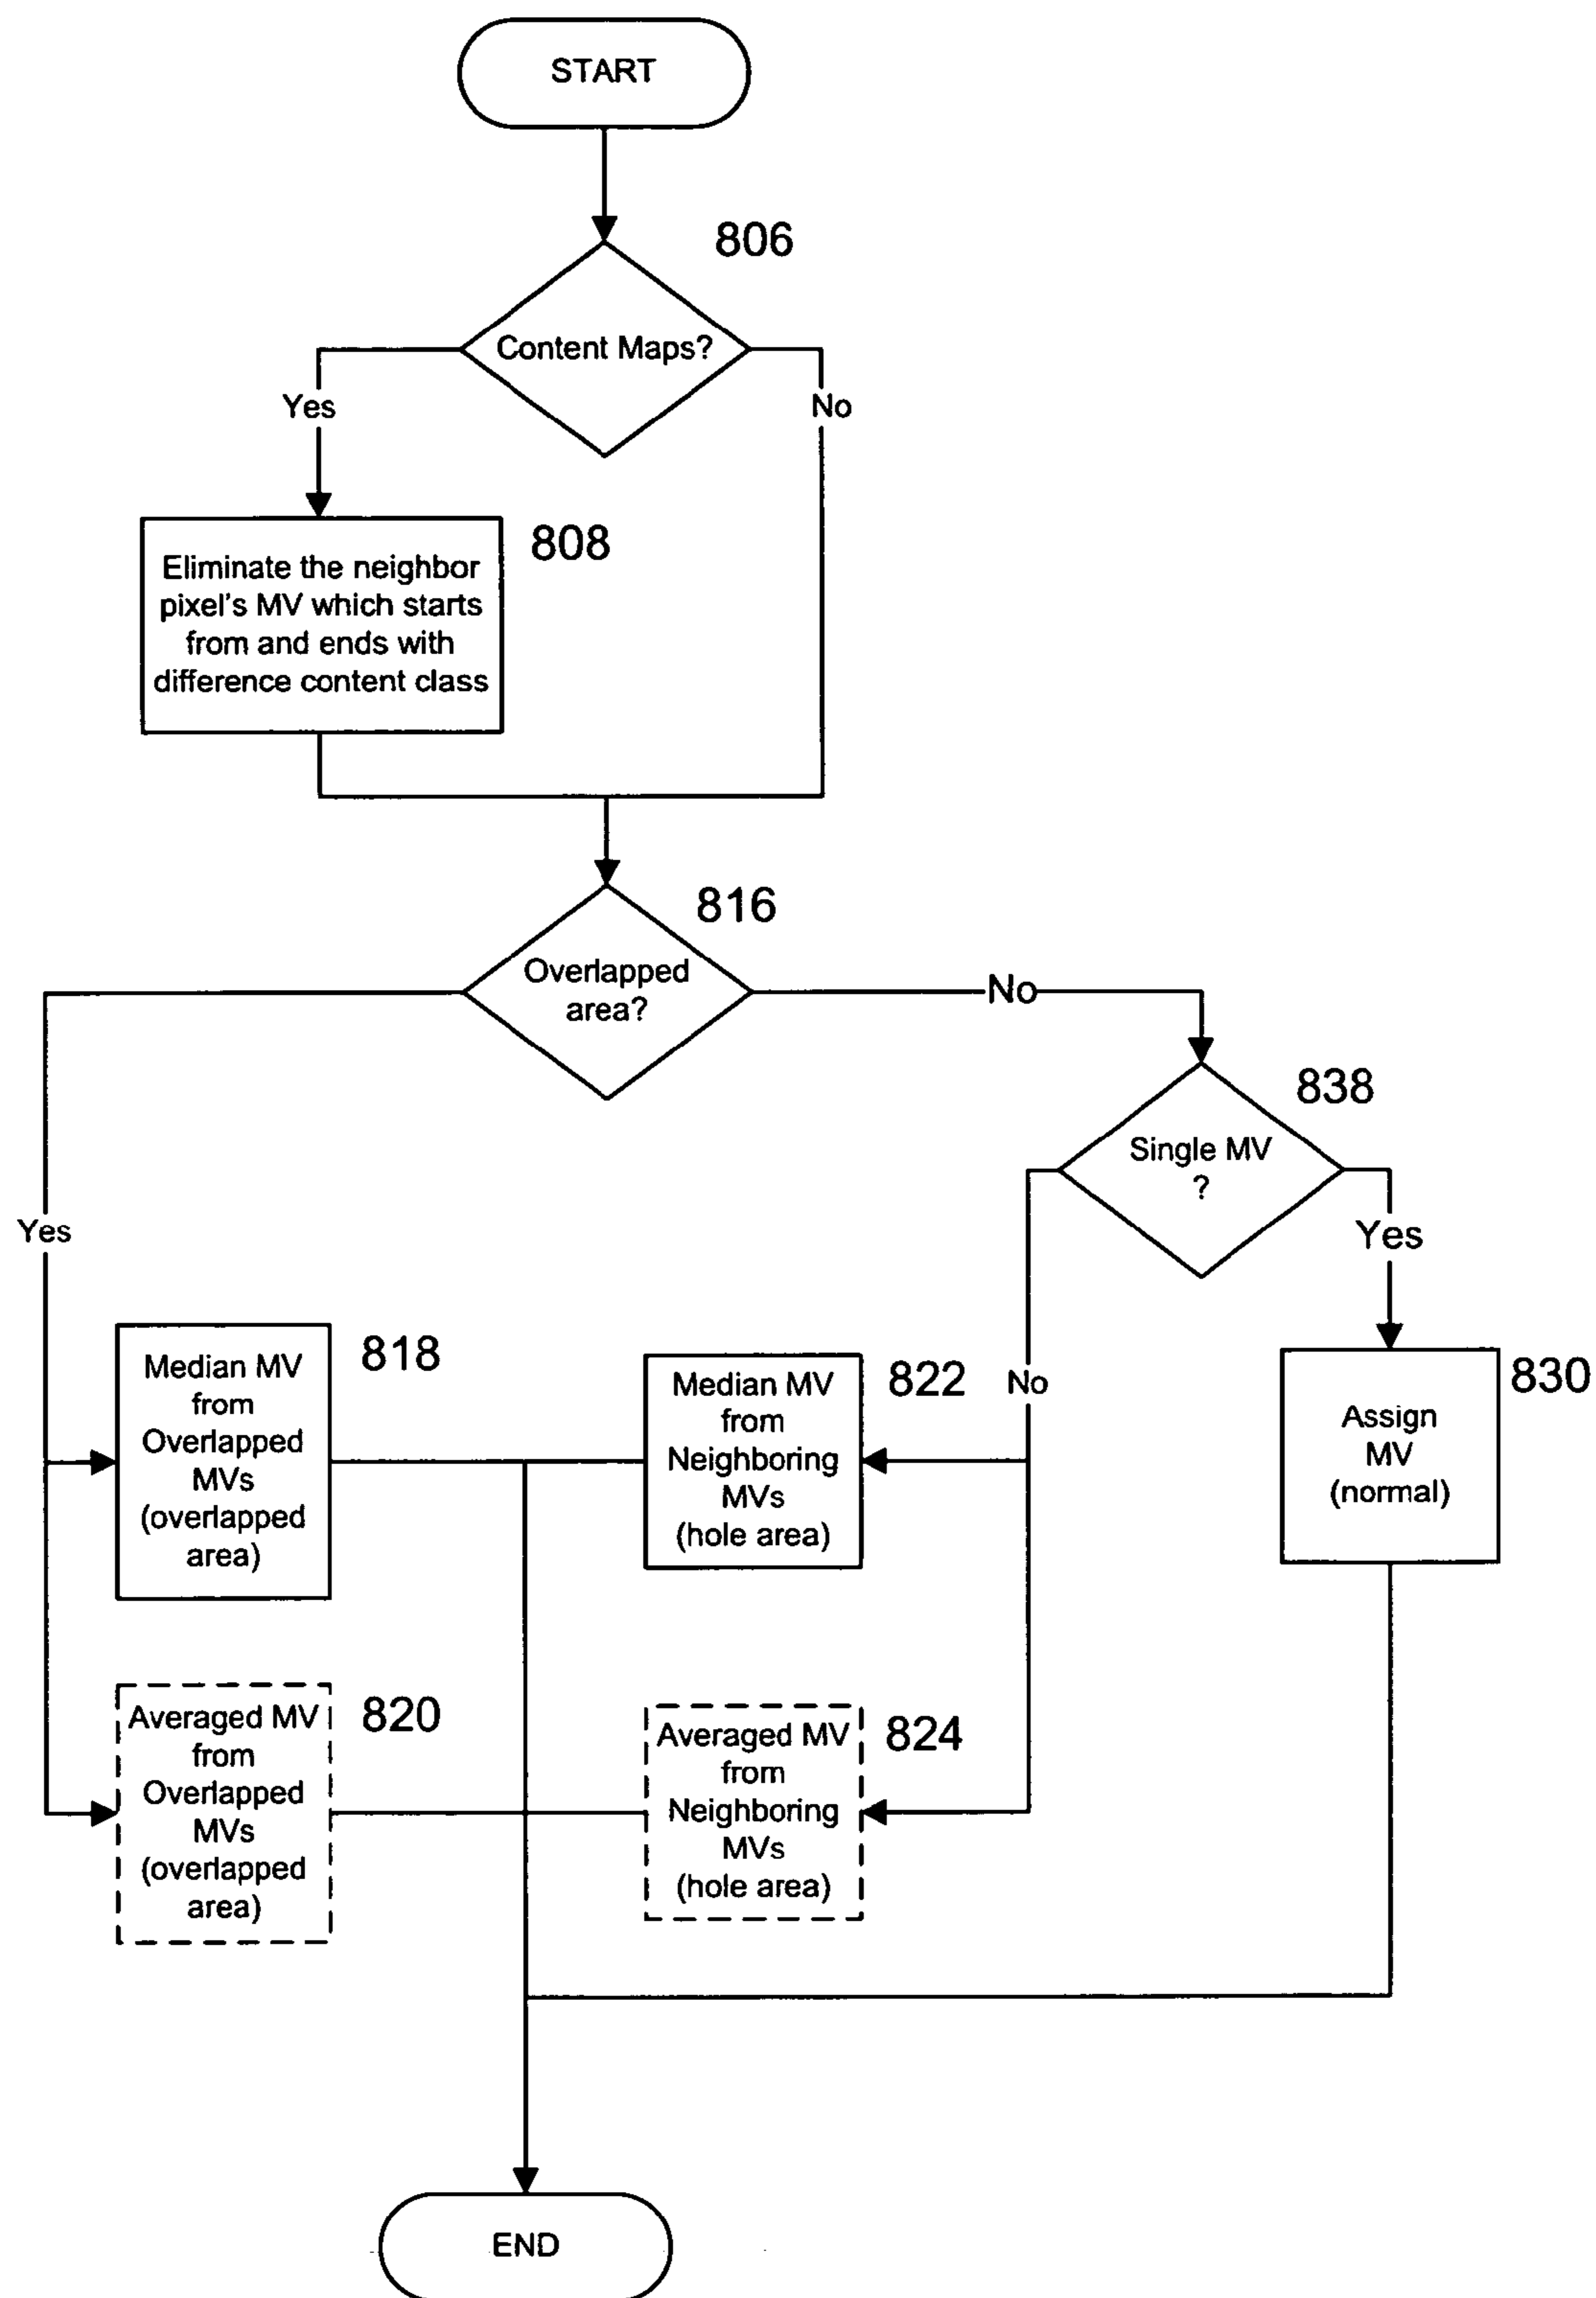 START
806
Content Maps?
Yes
No
808
Eliminate the neighbor
pixel's MV which starts
from and ends with
difference content class
816
Overlapped
area?
No
838
Single MV
?
Yes
Yes
818
Median MV
from
Overlapped
MVs
(overlapped
area)
822
Median MV
from
Neighboring
MVs
(hole area)
No
830
Assign
MV
(normal)
820
Averaged MV
from
Overlapped
MVs
(overlapped
area)
824
Averaged MV
from
Neighboring
MVs
(hole area)
END